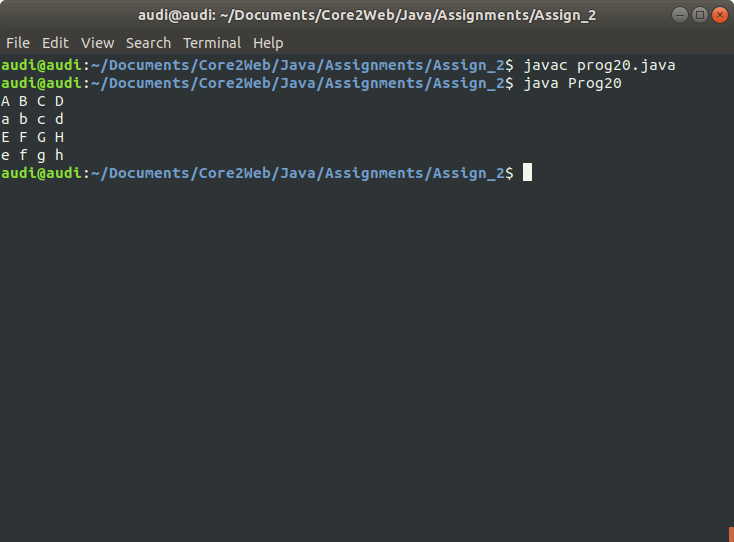 audi@audi: ~/Documents/Core2Web/Java/Assignments/Assign_2
File Edit View Search Terminal Help
audi@audi:~/Documents/Core2Web/Java/Assignments/Assign_2$ javac prog20.java
audi@audi:~/Documents/Core2Web/Java/Assignments/Assign_2$ java Prog20
A B C D
a b c d
E F G H
e f g h
audi@audi:~/Documents/Core2Web/Java/Assignments/Assign_2$